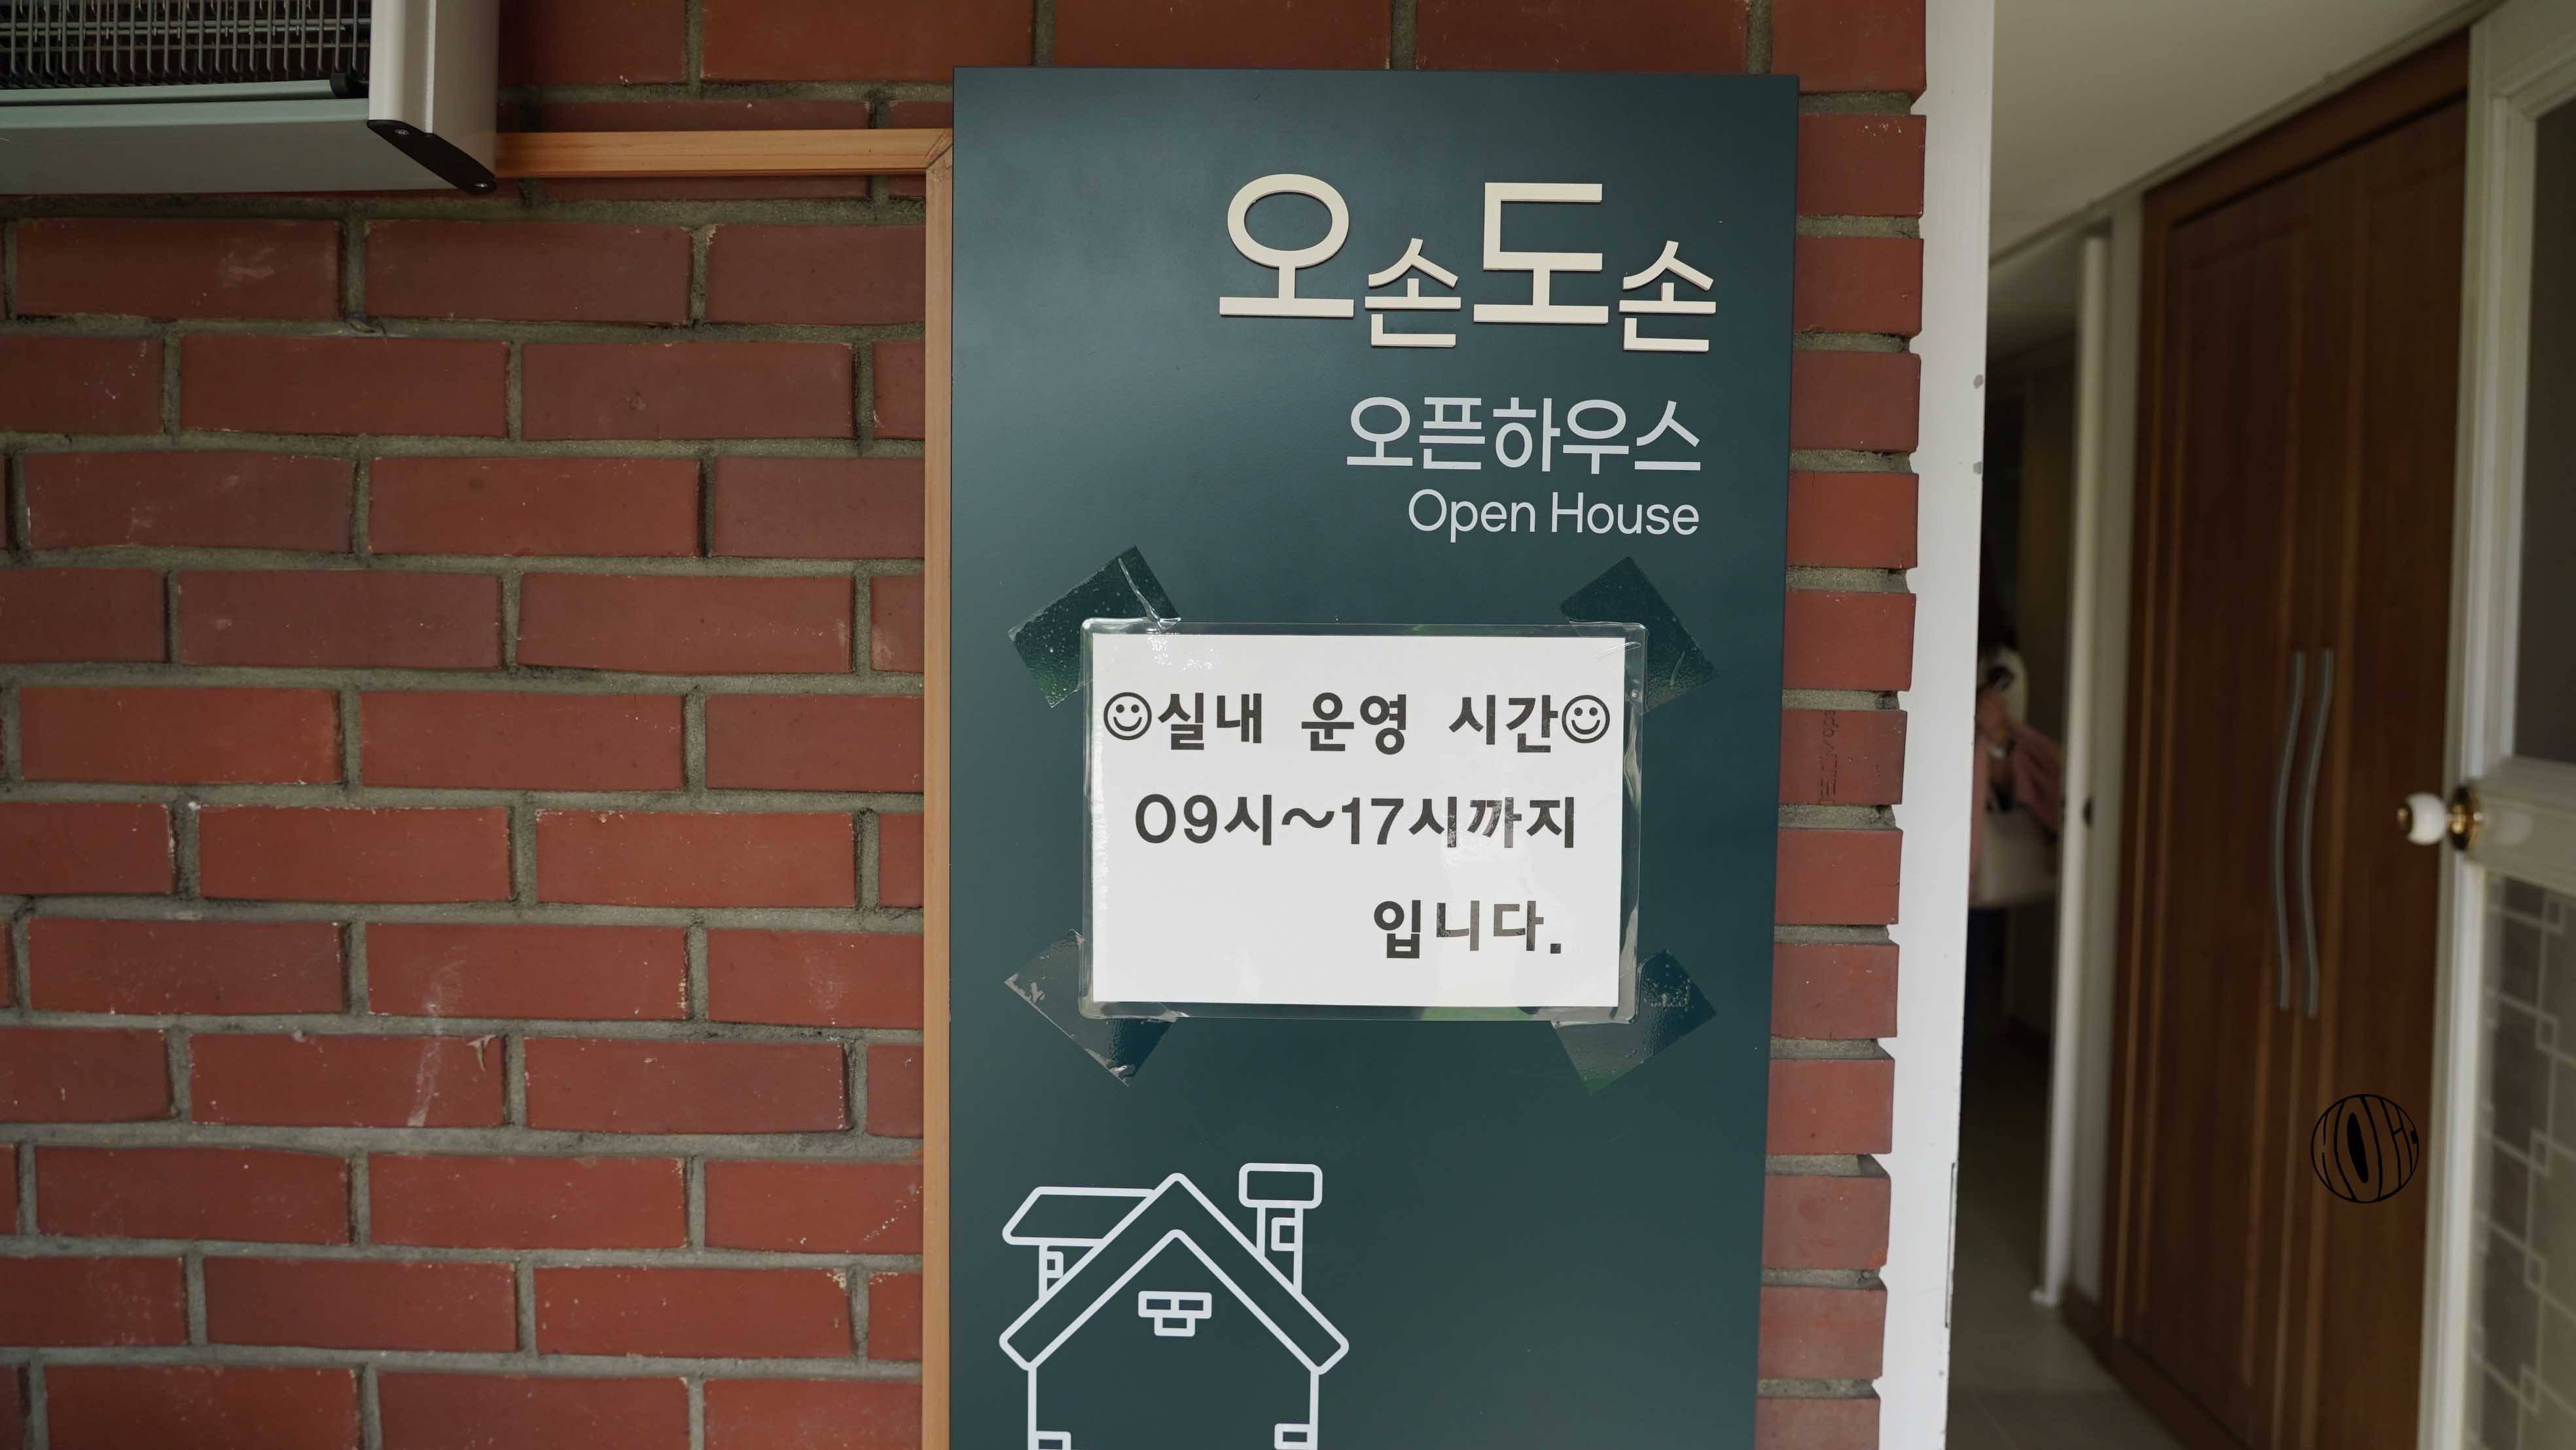 오손도손
오픈하우스
Open House
☺실내 운영 시간☺
09시~17시까지
입니다.